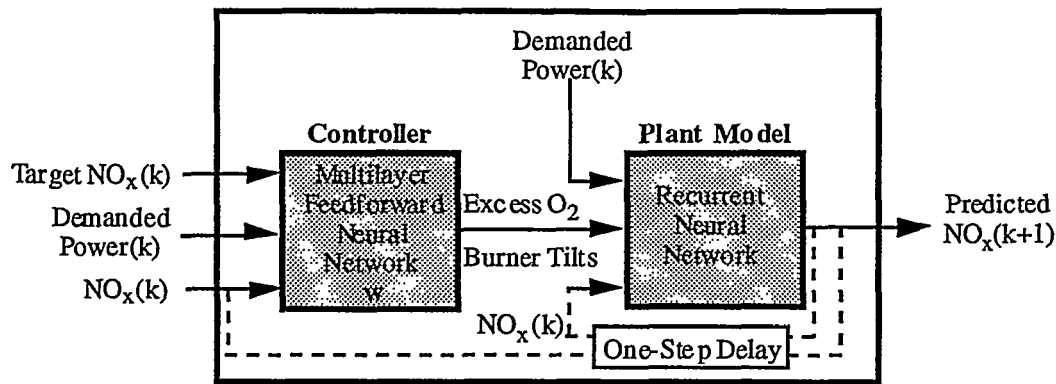 Demanded
Power(k)
Controller
Plant Model
Target NOx(k)
Demanded
Power(k)
NOx(k)
Multilayer
Feedforward
Neural
Network
w
Excess O2
Burner Tilts
Recurrent
Neural
Network
NOx(k)
One-Step Delay
Predicted
NOx(k+1)